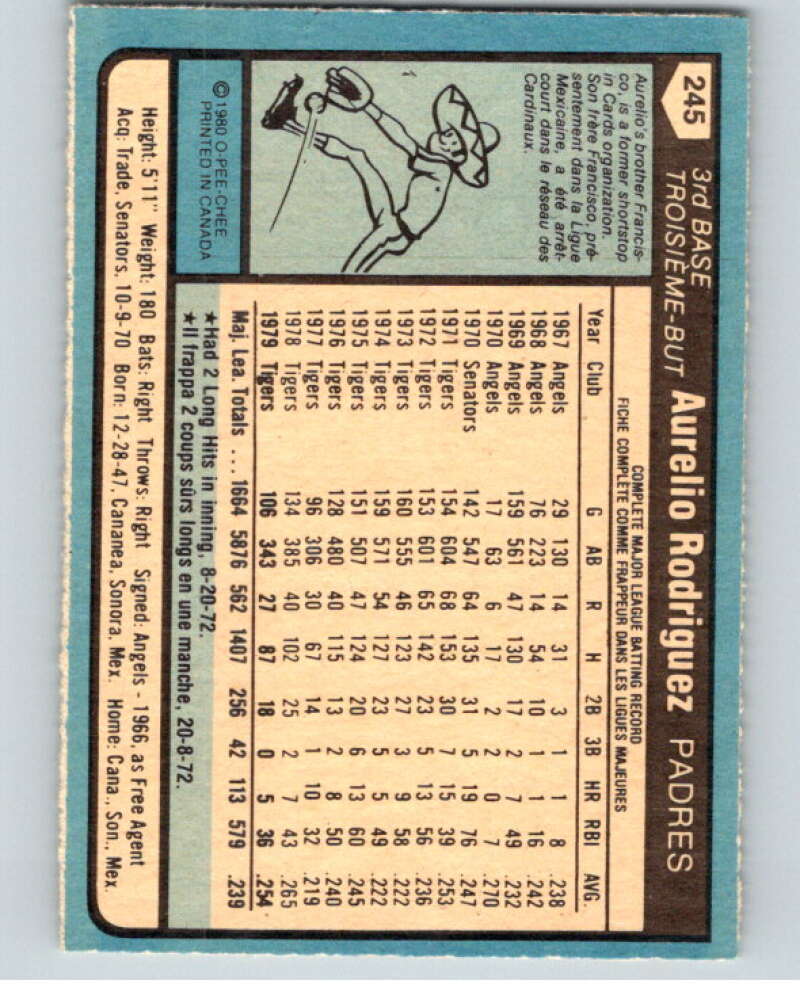 245
3rd BASE
TROISIÈME-BUT
Aurelio Rodriguez PADRES
Aurelio's brother Francis-
co, is a former shortstop
in Cards organization.
Son frère Francisco, pré-
sentement dans la Ligue
Mexicaine, a été arrêt-
court dans le réseau des
Cardinaux.
©1980 O-PEE-CHEE
PRINTED IN CANADA
COMPLETE MAJOR LEAGUE BATTING RECORD
FICHE COMPLÈTE COMME FRAPPEUR DANS LES LIGUES MAJEURES
Year Club G AB R H 2B 3B HR RBI AVG.
1967 Angels 29 130 14 31 3 1 1 8 .238
1968 Angels 76 223 14 54 10 1 1 16 .242
1969 Angels 159 561 47 130 17 2 7 49 .232
1970 Angels 17 63 6 17 2 2 0 7 .270
1970 Senators 142 547 64 135 31 5 19 76 .247
1971 Tigers 154 604 68 153 30 7 15 39 .253
1972 Tigers 153 601 65 142 23 5 13 56 .236
1973 Tigers 160 555 46 123 27 3 9 58 .222
1974 Tigers 159 571 54 127 23 5 5 49 .222
1975 Tigers 151 507 47 124 20 6 13 60 .245
1976 Tigers 128 480 40 115 13 2 8 50 .240
1977 Tigers 96 306 30 67 14 1 10 32 .219
1978 Tigers 134 385 40 102 25 2 7 43 .265
1979 Tigers 106 343 27 87 18 0 5 36 .254
Maj. Lea. Totals ... 1664 5876 562 1407 256 42 113 579 .239
★Had 2 Long Hits in inning, 8-20-72.
★Il frappa 2 coups sûrs longs en une manche, 20-8-72.
Height: 5'11" Weight: 180 Bats: Right Throws: Right Signed: Angels - 1966, as Free Agent
Acq: Trade, Senators, 10-9-70 Born: 12-28-47, Cananea, Sonora, Mex. Home: Cana., Son., Mex.